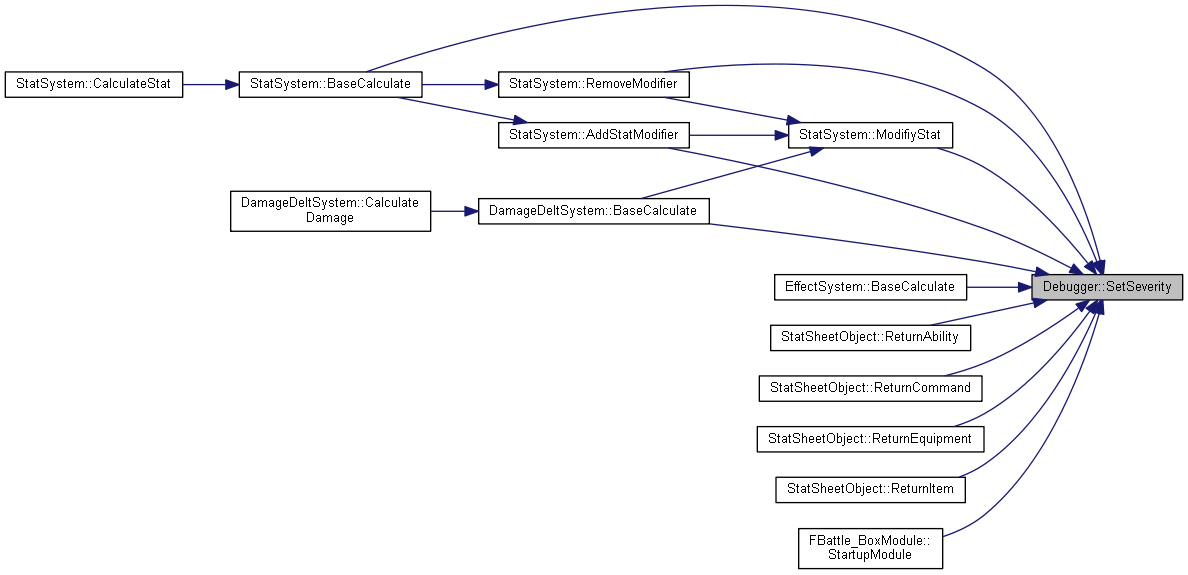 StatSystem::CalculateStat
StatSystem::BaseCalculate
StatSystem::RemoveModifier
StatSystem::AddStatModifier
StatSystem::ModifiyStat
DamageDeltSystem::Calculate
Damage
DamageDeltSystem::BaseCalculate
Debugger::SetSeverity
EffectSystem::BaseCalculate
StatSheetObject::ReturnAbility
StatSheetObject::ReturnCommand
StatSheetObject::ReturnEquipment
StatSheetObject::ReturnItem
FBattle_BoxModule::
StartupModule